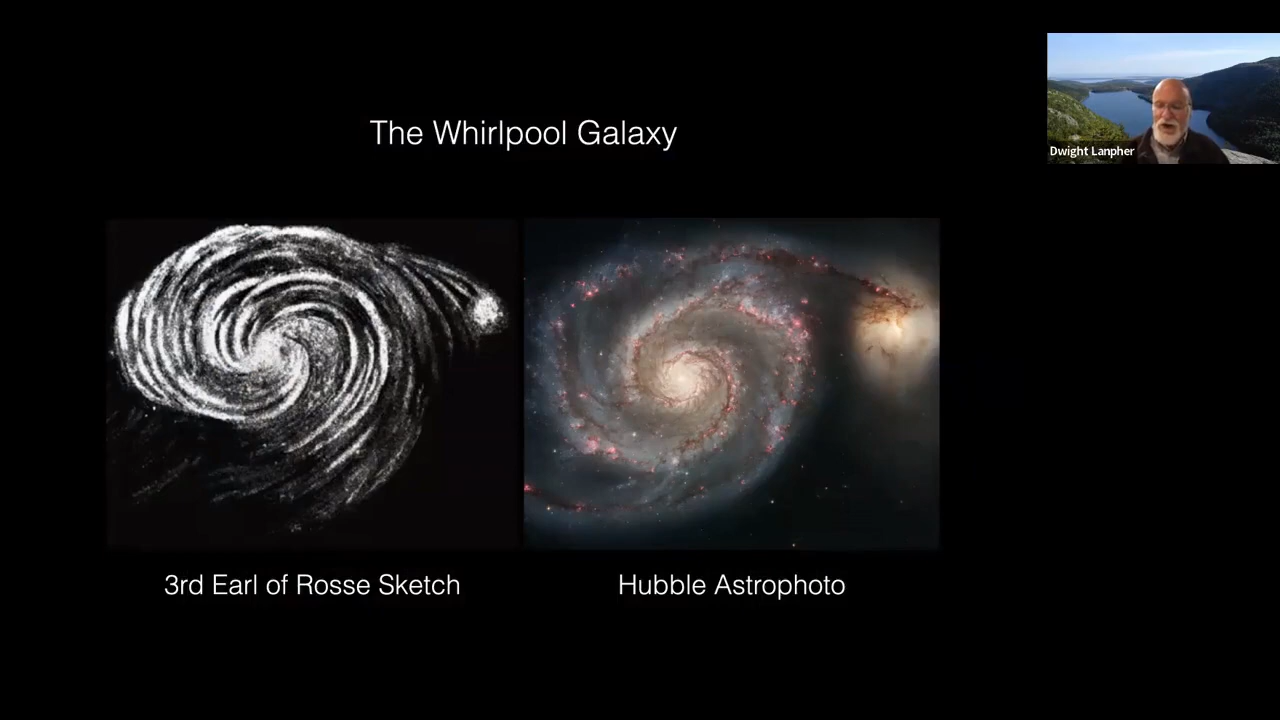 The Whirlpool Galaxy
Dwight Lanpher
3rd Earl of Rosse Sketch
Hubble Astrophoto